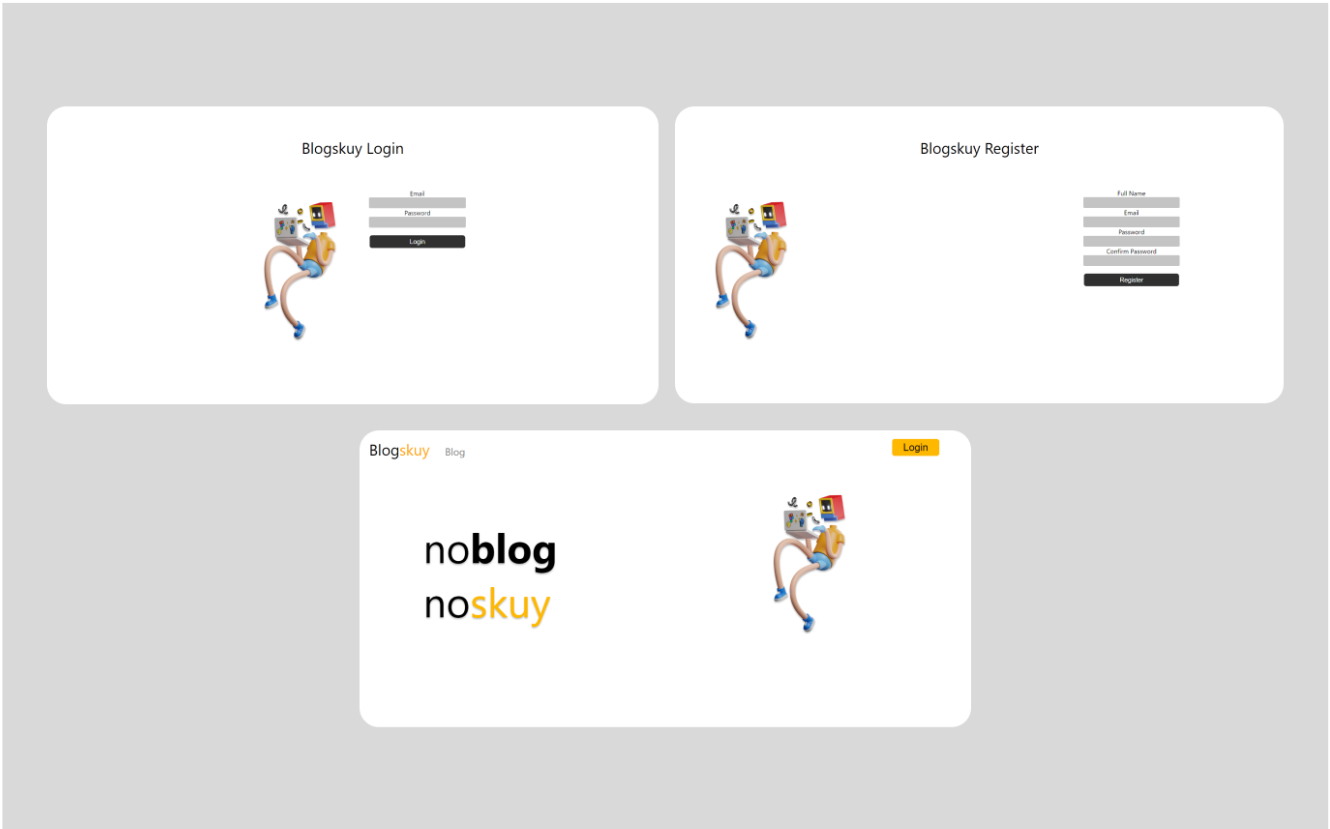 Blogskuy Login
Email
Password
Login
Blogskuy Register
Full Name
Email
Password
Confirm Password
Register
Blogskuy Blog
Login
noblog
noskuy